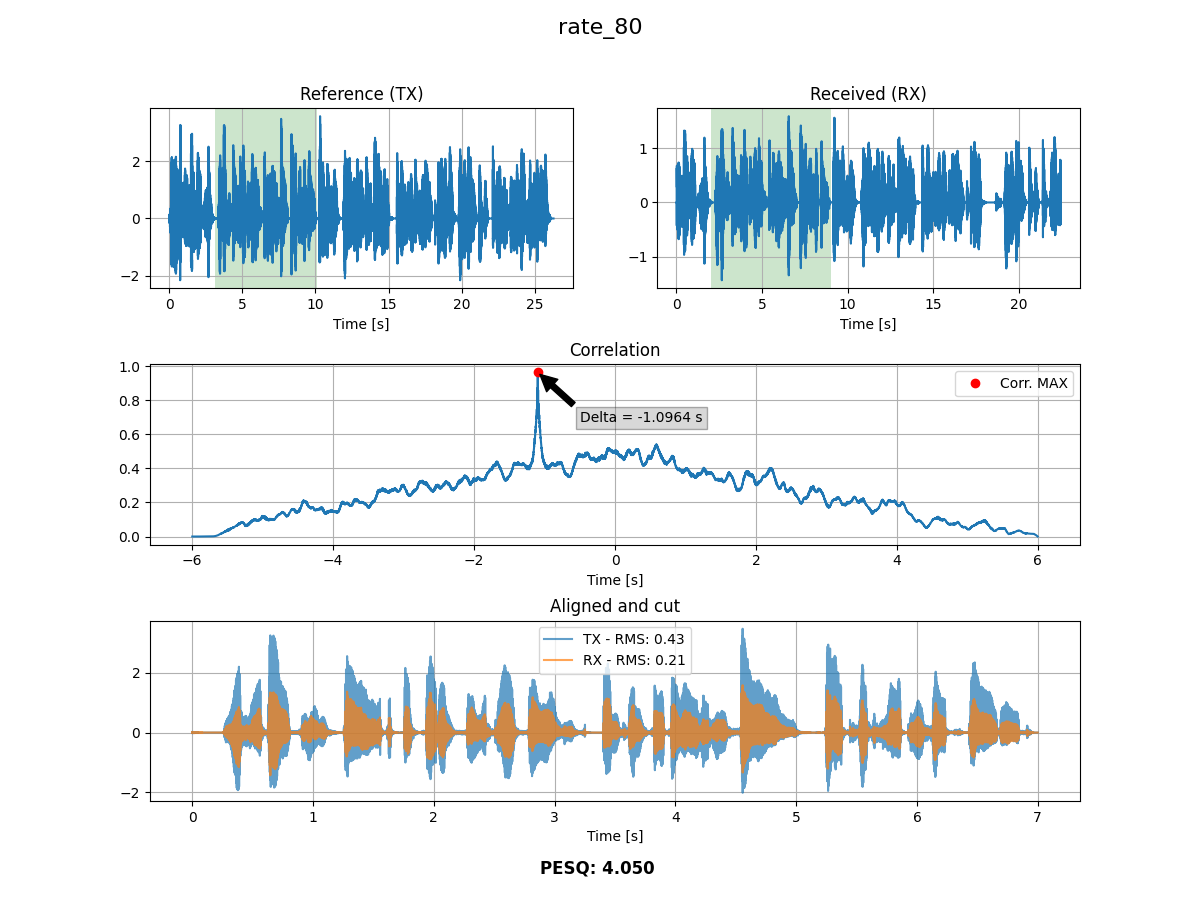 rate_80
Reference (TX)
2
0
−2
0 5 10 15 20 25
Time [s]
Received (RX)
1
0
−1
0 5 10 15 20
Time [s]
Correlation
1.0
0.8
0.6
0.4
0.2
0.0
Corr. MAX
Delta = -1.0964 s
−6 −4 −2 0 2 4 6
Time [s]
Aligned and cut
TX - RMS: 0.43
RX - RMS: 0.21
2
0
−2
0 1 2 3 4 5 6 7
Time [s]
PESQ: 4.050